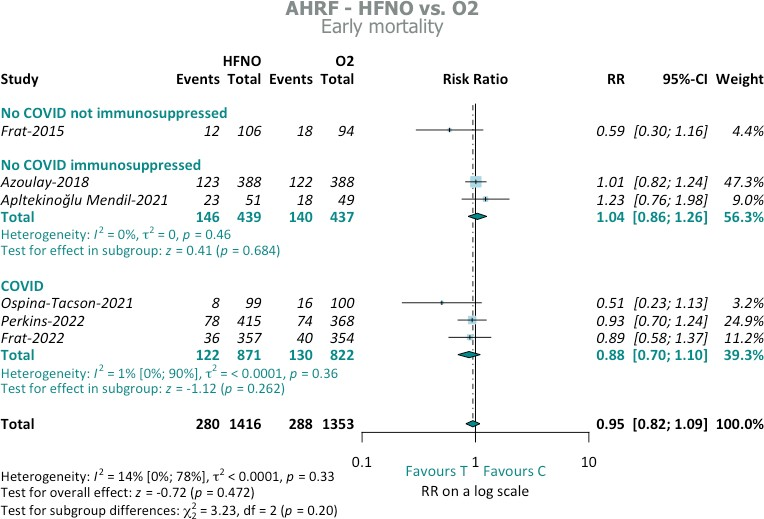 AHRF - HFNO vs. O2
Early mortality
HFNO O2
Study Events Total Events Total Risk Ratio RR 95%-CI Weight
No COVID not immunosuppressed
Frat-2015 12 106 18 94 0.59 [0.30; 1.16] 4.4%
No COVID immunosuppressed
Azoulay-2018 123 388 122 388 1.01 [0.82; 1.24] 47.3%
Apltekinoğlu Mendil-2021 23 51 18 49 1.23 [0.76; 1.98] 9.0%
Total 146 439 140 437 1.04 [0.86; 1.26] 56.3%
Heterogeneity: I² = 0%, τ² = 0, p = 0.46
Test for effect in subgroup: z = 0.41 (p = 0.684)
COVID
Ospina-Tacson-2021 8 99 16 100 0.51 [0.23; 1.13] 3.2%
Perkins-2022 78 415 74 368 0.93 [0.70; 1.24] 24.9%
Frat-2022 36 357 40 354 0.89 [0.58; 1.37] 11.2%
Total 122 871 130 822 0.88 [0.70; 1.10] 39.3%
Heterogeneity: I² = 1% [0%; 90%], τ² = < 0.0001, p = 0.36
Test for effect in subgroup: z = -1.12 (p = 0.262)
Total 280 1416 288 1353 0.95 [0.82; 1.09] 100.0%
0.1 1 10
Favours T Favours C
RR on a log scale
Heterogeneity: I² = 14% [0%; 78%], τ² < 0.0001, p = 0.33
Test for overall effect: z = -0.72 (p = 0.472)
Test for subgroup differences: χ²₂ = 3.23, df = 2 (p = 0.20)